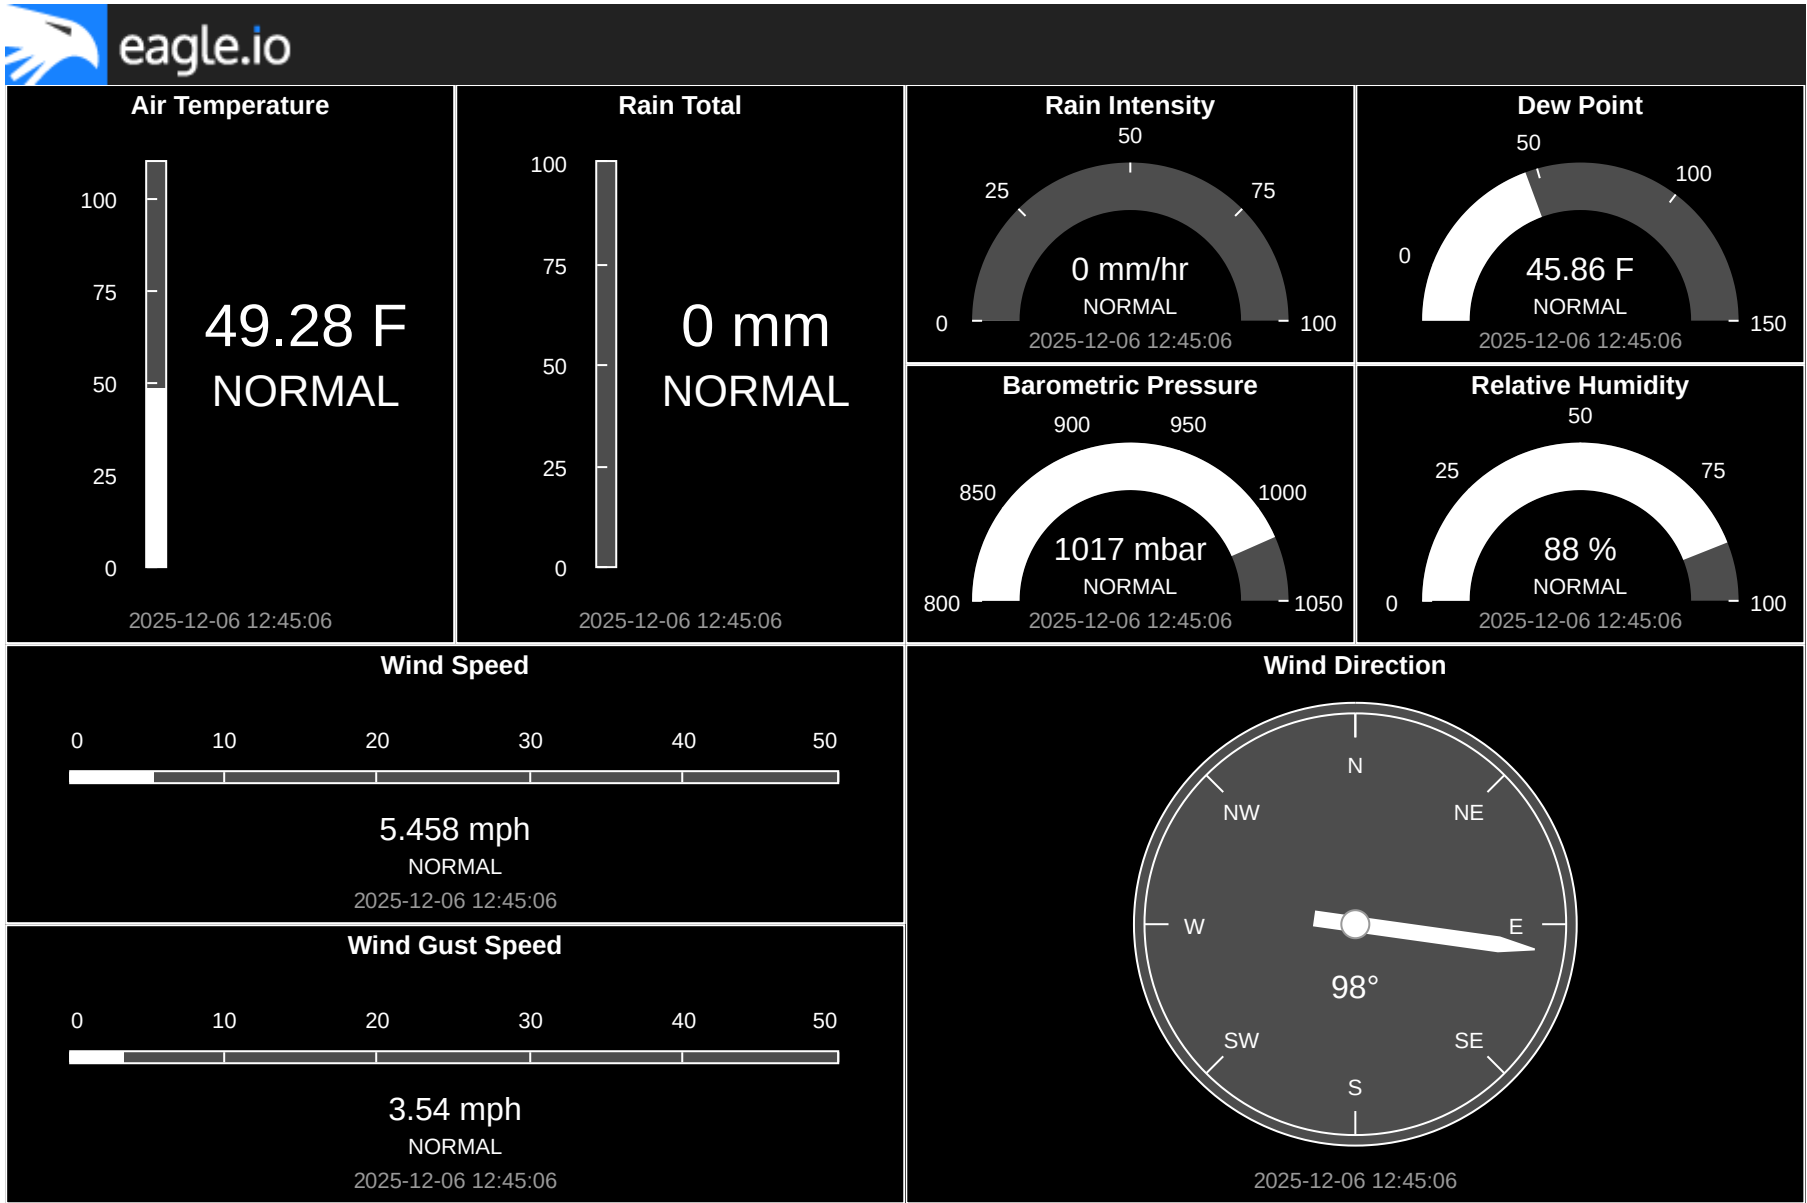 eagle.io
Air Temperature
100
75
50
25
0
49.28 F
NORMAL
2025-12-06 12:45:06
Rain Total
100
75
50
25
0
0 mm
NORMAL
2025-12-06 12:45:06
Rain Intensity
50
25
75
0
100
0 mm/hr
NORMAL
2025-12-06 12:45:06
Dew Point
50
100
0
150
45.86 F
NORMAL
2025-12-06 12:45:06
Barometric Pressure
900
950
850
1000
800
1050
1017 mbar
NORMAL
2025-12-06 12:45:06
Relative Humidity
50
25
75
0
100
88 %
NORMAL
2025-12-06 12:45:06
Wind Speed
0 10 20 30 40 50
5.458 mph
NORMAL
2025-12-06 12:45:06
Wind Gust Speed
0 10 20 30 40 50
3.54 mph
NORMAL
2025-12-06 12:45:06
Wind Direction
N
NW NE
W E
98°
SW SE
S
2025-12-06 12:45:06